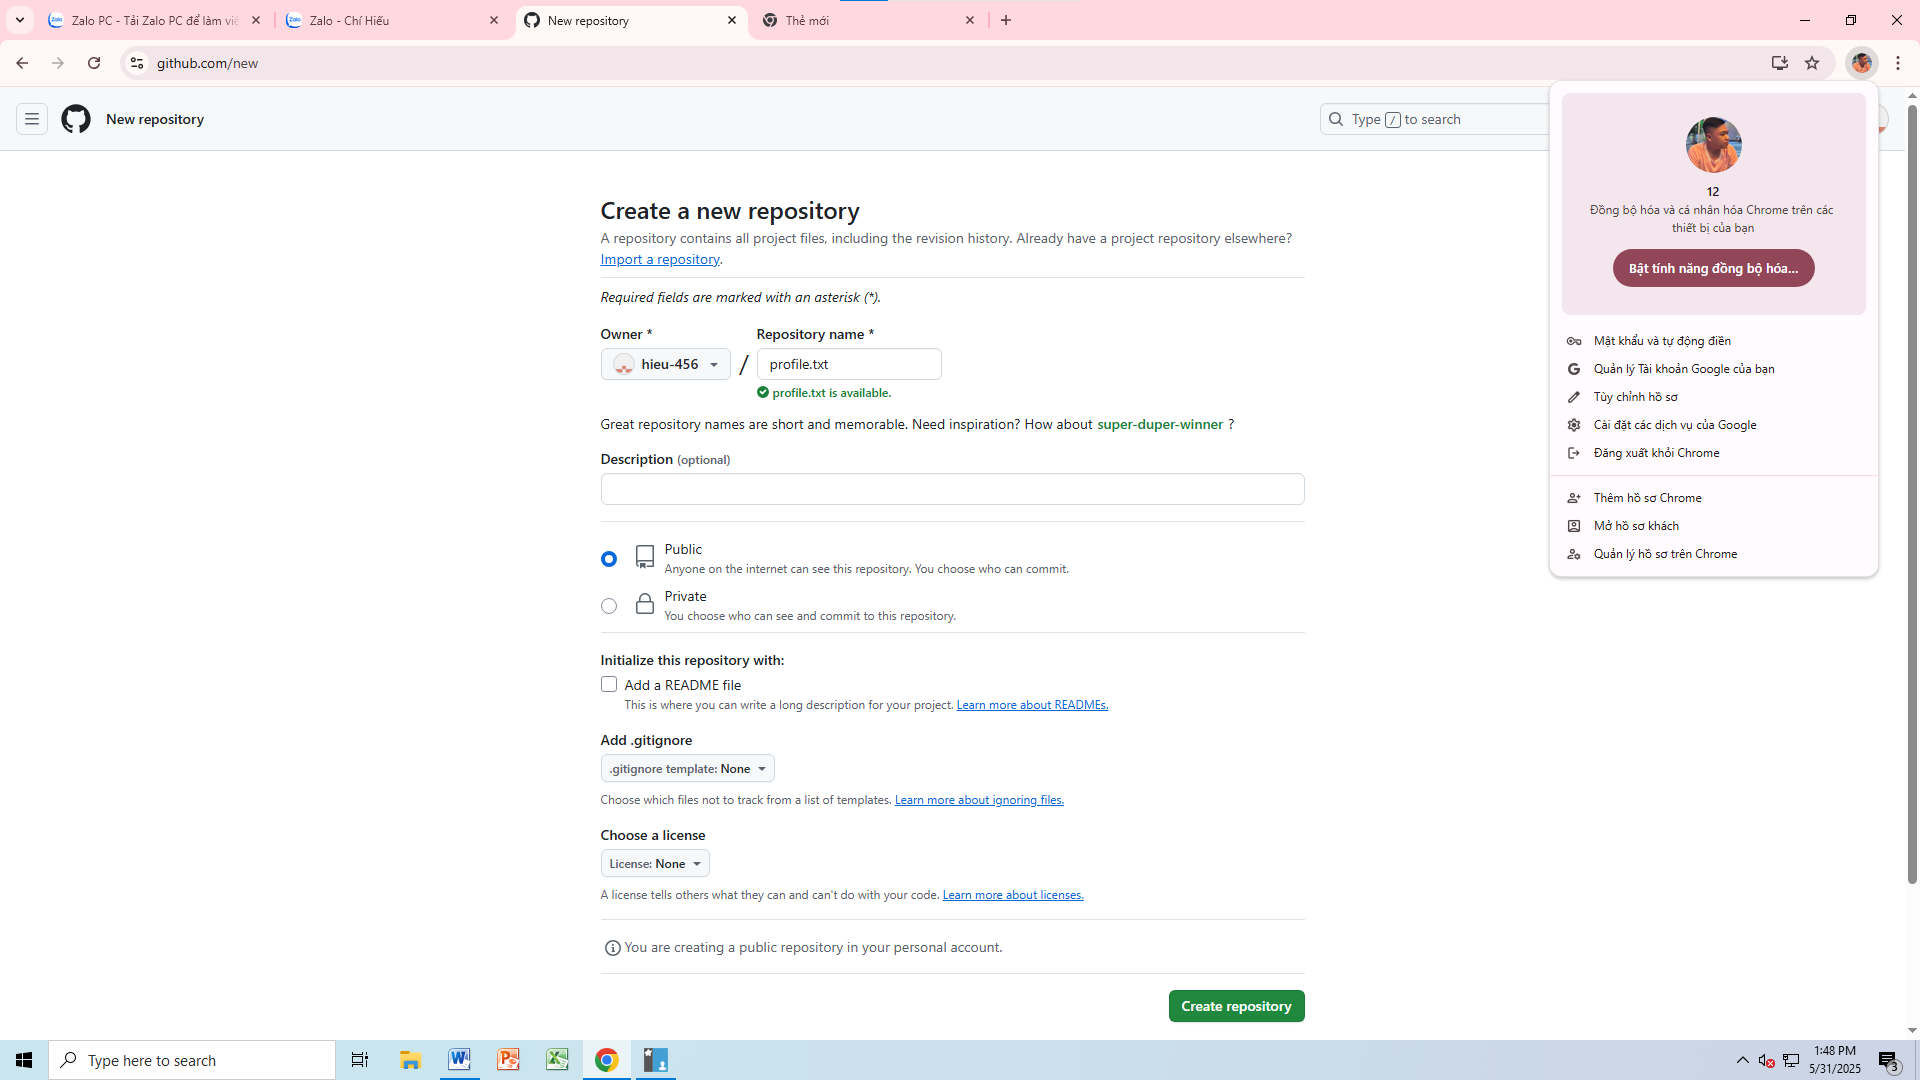 Zalo PC - Tải Zalo PC để làm việ
Zalo - Chí Hiếu
New repository
Thẻ mới
github.com/new
New repository
Type / to search
12
Đồng bộ hóa và cá nhân hóa Chrome trên các
thiết bị của bạn
Bật tính năng đồng bộ hóa...
Mật khẩu và tự động điền
Quản lý Tài khoản Google của bạn
Tùy chỉnh hồ sơ
Cài đặt các dịch vụ của Google
Đăng xuất khỏi Chrome
Thêm hồ sơ Chrome
Mở hồ sơ khách
Quản lý hồ sơ trên Chrome
Create a new repository
A repository contains all project files, including the revision history. Already have a project repository elsewhere?
Import a repository.
Required fields are marked with an asterisk (*).
Owner *
Repository name *
hieu-456
/
profile.txt
profile.txt is available.
Great repository names are short and memorable. Need inspiration? How about super-duper-winner ?
Description (optional)
Public
Anyone on the internet can see this repository. You choose who can commit.
Private
You choose who can see and commit to this repository.
Initialize this repository with:
Add a README file
This is where you can write a long description for your project. Learn more about READMEs.
Add .gitignore
.gitignore template: None
Choose which files not to track from a list of templates. Learn more about ignoring files.
Choose a license
License: None
A license tells others what they can and can't do with your code. Learn more about licenses.
You are creating a public repository in your personal account.
Create repository
Type here to search
1:48 PM
5/31/2025
3